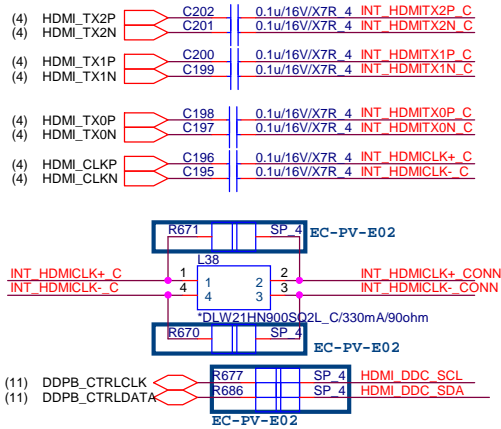 (4) HDMI_TX2P C202 0.1u/16V/X7R_4 INT_HDMITX2P_C
(4) HDMI_TX2N C201 0.1u/16V/X7R_4 INT_HDMITX2N_C
(4) HDMI_TX1P C200 0.1u/16V/X7R_4 INT_HDMITX1P_C
(4) HDMI_TX1N C199 0.1u/16V/X7R_4 INT_HDMITX1N_C
(4) HDMI_TX0P C198 0.1u/16V/X7R_4 INT_HDMITX0P_C
(4) HDMI_TX0N C197 0.1u/16V/X7R_4 INT_HDMITX0N_C
(4) HDMI_CLKP C196 0.1u/16V/X7R_4 INT_HDMICLK+_C
(4) HDMI_CLKN C195 0.1u/16V/X7R_4 INT_HDMICLK-_C
R671 SP_4 EC-PV-E02
L38
INT_HDMICLK+_C 1 1 2 2 INT_HDMICLK+_CONN
INT_HDMICLK-_C 4 4 3 3 INT_HDMICLK-_CONN
*DLW21HN900SQ2L_C/330mA/90ohm
R670 SP_4 EC-PV-E02
(11) DDPB_CTRLCLK R677 SP_4 HDMI_DDC_SCL
(11) DDPB_CTRLDATA R686 SP_4 HDMI_DDC_SDA
EC-PV-E02